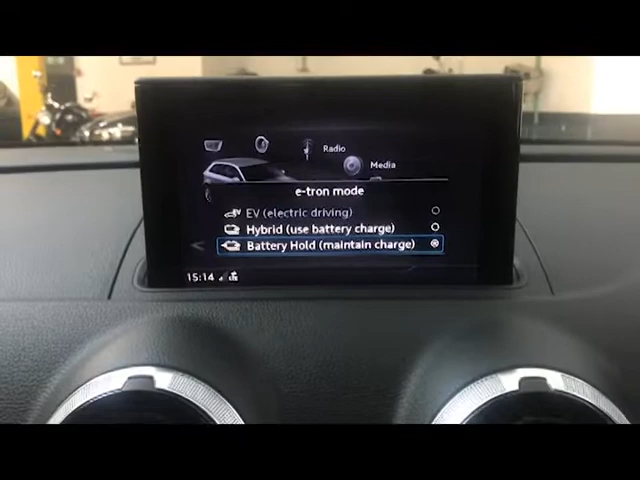 Radio
Media
e-tron mode
EV (electric driving)
Hybrid (use battery charge)
Battery Hold (maintain charge)
15:14